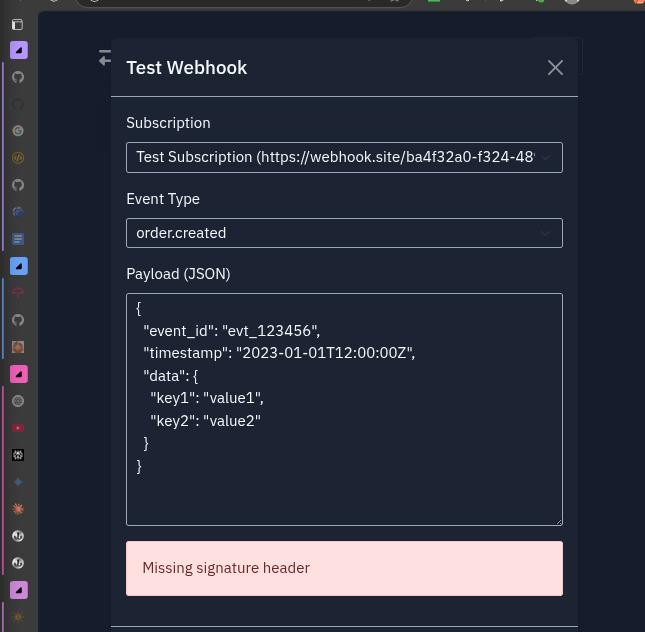 Test Webhook
Subscription
Test Subscription (https://webhook.site/ba4f32a0-f324-48
Event Type
order.created
Payload (JSON)
{
  "event_id": "evt_123456",
  "timestamp": "2023-01-01T12:00:00Z",
  "data": {
    "key1": "value1",
    "key2": "value2"
  }
}
Missing signature header